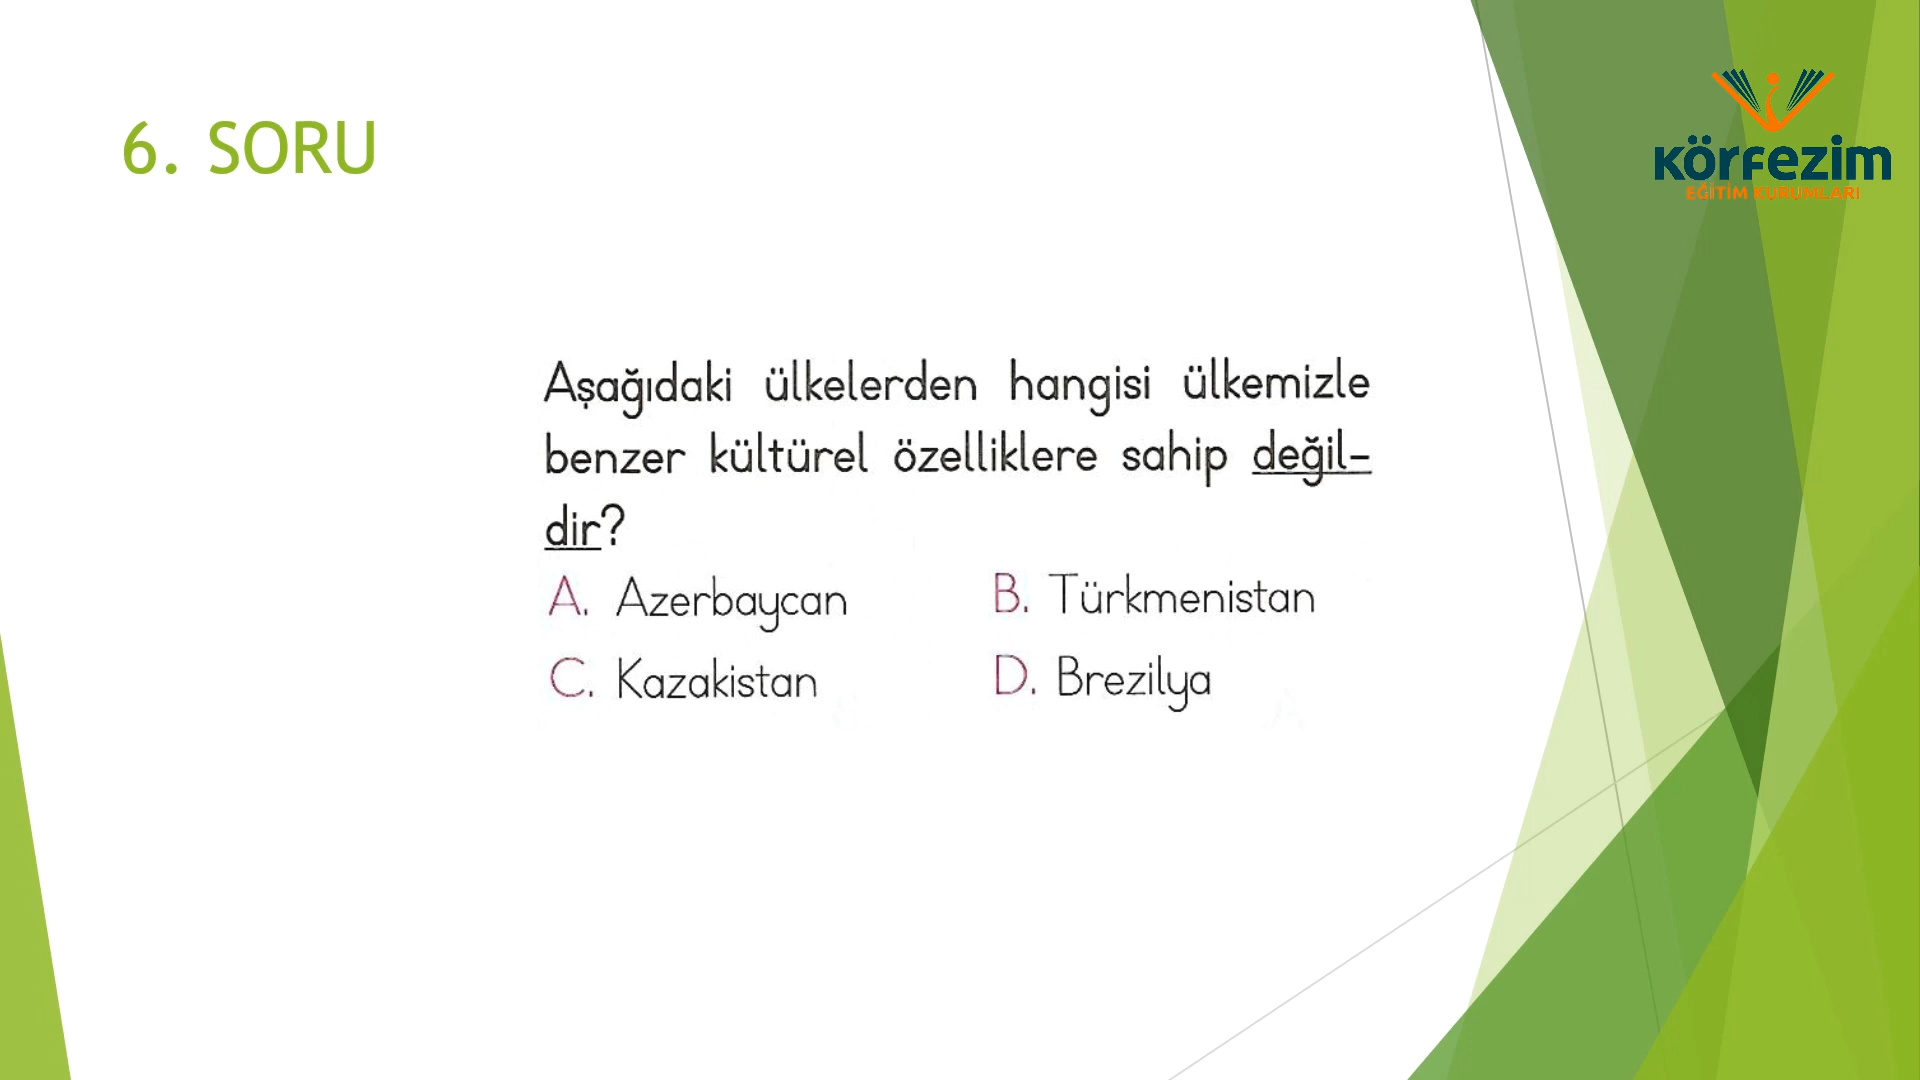 6. SORU
körfezim
EĞİTİM KURUMLARI
Aşağıdaki ülkelerden hangisi ülkemizle
benzer kültürel özelliklere sahip değil-
dir?
A. Azerbaycan B. Türkmenistan
C. Kazakistan D. Brezilya